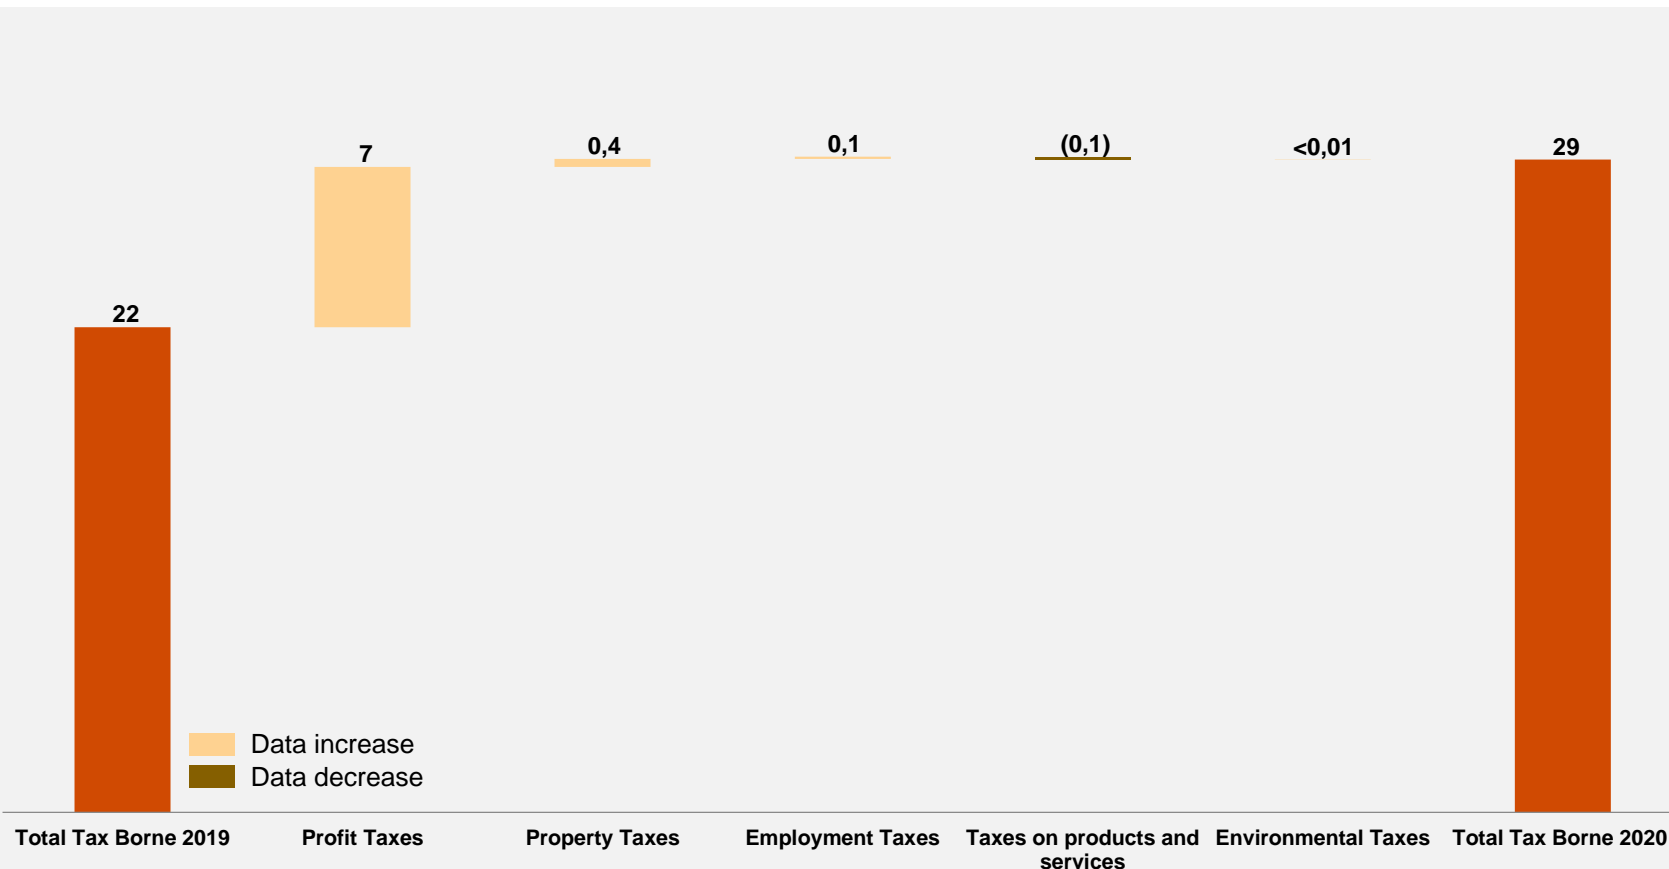 7
0,4
0,1
(0,1)
<0,01
29
22
Data increase
Data decrease
Total Tax Borne 2019
Profit Taxes
Property Taxes
Employment Taxes
Taxes on products and
services
Environmental Taxes
Total Tax Borne 2020